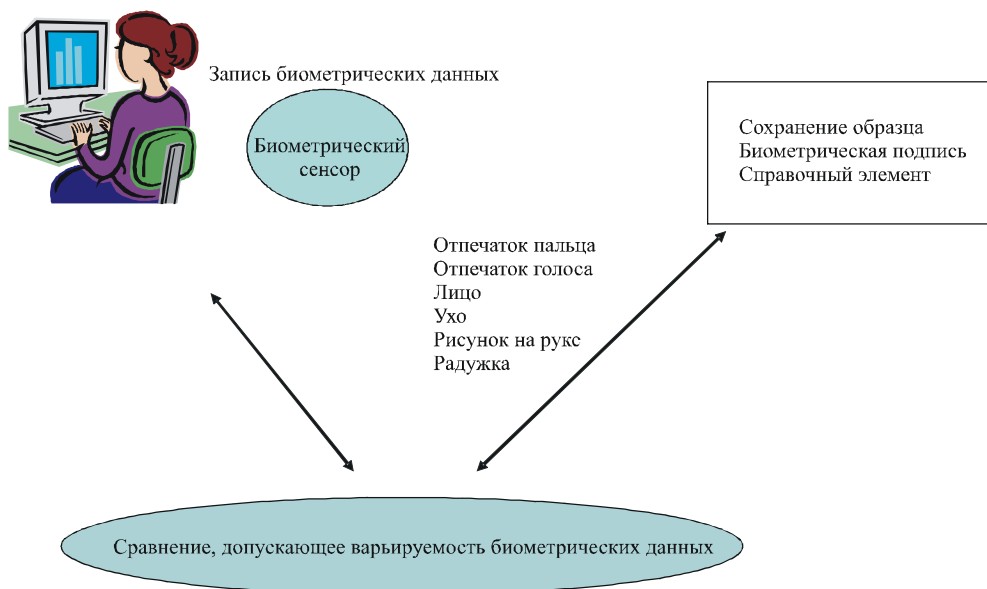 Запись биометрических данных
Биометрический
сенсор
Сохранение образца
Биометрическая подпись
Справочный элемент
Отпечаток пальца
Отпечаток голоса
Лицо
Ухо
Рисунок на руке
Радужка
Сравнение, допускающее варьируемость биометрических данных